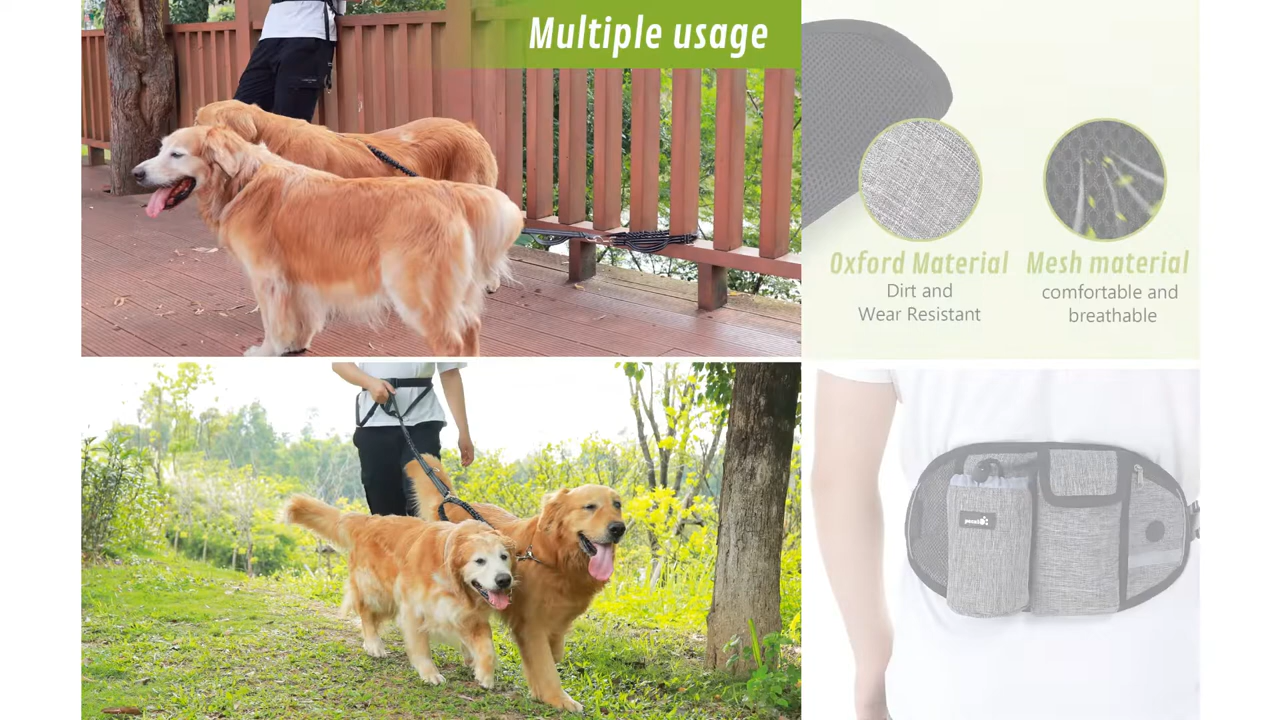 Multiple usage
Oxford Material
Dirt and
Wear Resistant
Mesh material
comfortable and
breathable